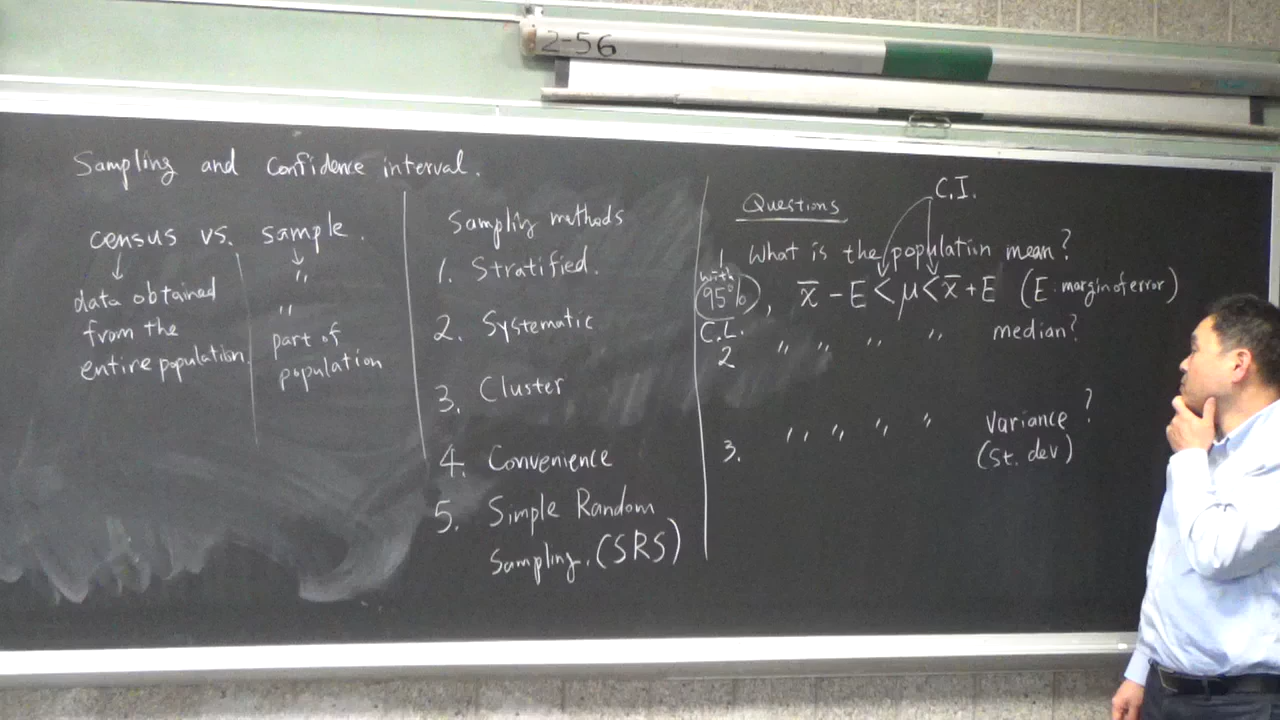 2-56
Sampling and Confidence interval.
census vs. sample.
↓ ↓
data obtained
from the
entire population
"
"
part of
population
Sampling methods
1. Stratified.
2. Systematic
3. Cluster
4. Convenience
5. Simple Random
Sampling. (SRS)
C.I.
Questions
1 What is the population mean?
with
95%, x̄ - E < μ < x̄ + E (E: margin of error)
C.L.
2 " " " " median?
3. " " " " Variance?
(St. dev)